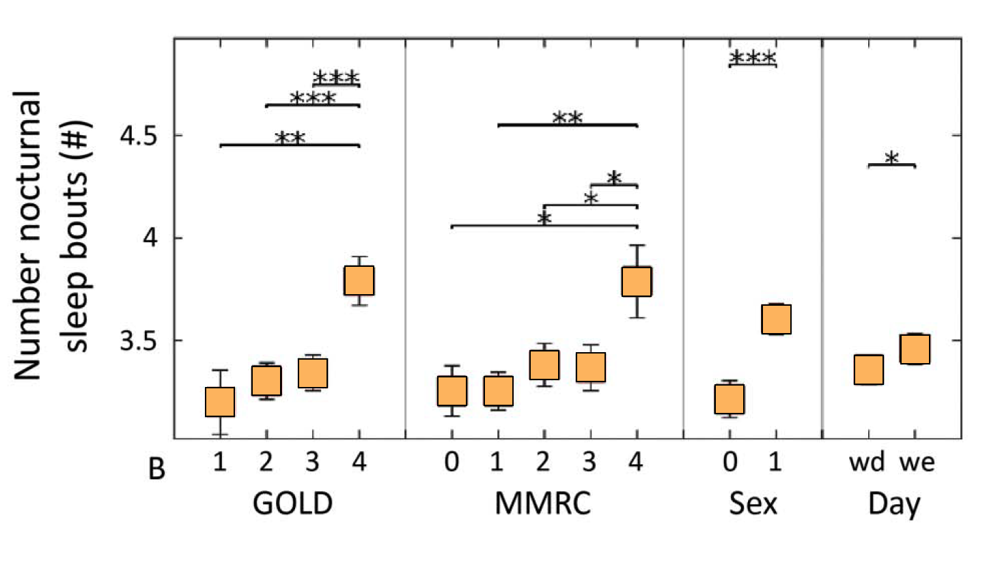 Number nocturnal
sleep bouts (#)
4.5
4
3.5
***
***
**
**
*
*
*
***
*
B
1 2 3 4
0 1 2 3 4
0 1
wd we
GOLD
MMRC
Sex
Day